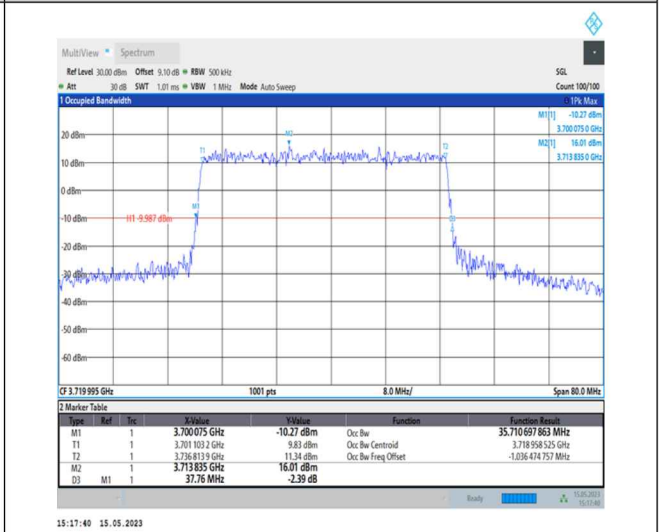 MultiView Spectrum
Ref Level 30.00 dBm Offset 9.10 dB RBW 500 kHz SGL
Att 30 dB SWT 1.01 ms VBW 1 MHz Mode Auto Sweep Count 100/100
1 Occupied Bandwidth 1Pk Max
M1[1] -10.27 dBm
3.700 075 0 GHz
M2[1] 16.01 dBm
3.713 835 0 GHz
20 dBm
M2
T1
10 dBm
0 dBm
M1
-10 dBm H1 -9.987 dBm D3
-20 dBm
-30 dBm
-40 dBm
-50 dBm
-60 dBm
CF 3.719 995 GHz 1001 pts 8.0 MHz/ Span 80.0 MHz
2 Marker Table
Type Ref Trc X-Value Y-Value Function Function Result
M1 1 3.700 075 GHz -10.27 dBm Occ Bw 35.710 697 863 MHz
T1 1 3.701 103 2 GHz 9.83 dBm Occ Bw Centroid 3.718 958 525 GHz
T2 1 3.736 813 9 GHz 11.34 dBm Occ Bw Freq Offset -1.036 474 757 MHz
M2 1 3.713 835 GHz 16.01 dBm
D3 M1 1 37.76 MHz -2.39 dB
Ready 15.05.2023
15:17:40
15:17:40 15.05.2023